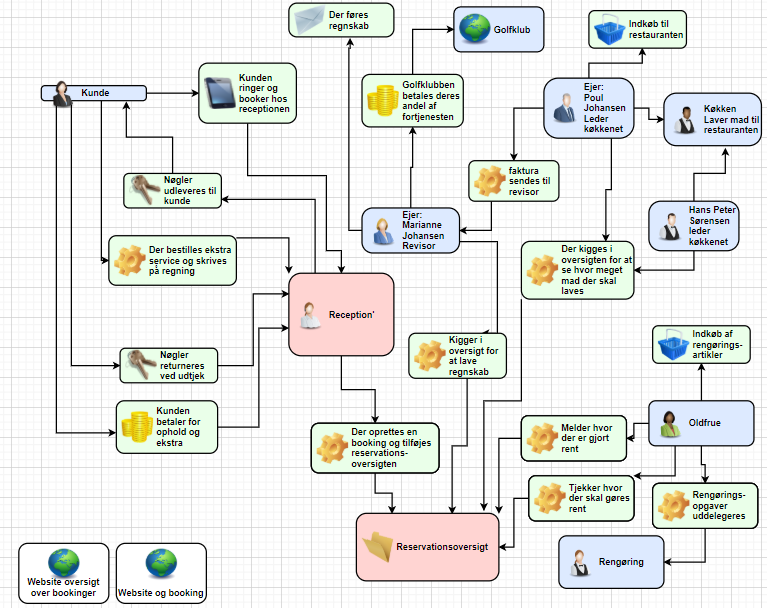 Der føres
regnskab
Golfklub
Indkøb til
restauranten
Kunde
Kunden
ringer og
booker hos
receptionen
Golfklubben
betales deres
andel af
fortjenesten
Ejer:
Poul
Johansen
Leder
køkkenet
Køkken
Laver mad til
restauranten
Nøgler
udleveres til
kunde
faktura
sendes til
revisor
Ejer:
Marianne
Johansen
Revisor
Hans Peter
Sørensen
leder
køkkenet
Der bestilles ekstra
service og skrives
på regning
Der kigges i
oversigten for at
se hvor meget
mad der skal
laves
Reception'
Kigger i
oversigt for
at lave
regnskab
Indkøb af
rengørings-
artikler
Nøgler
returneres
ved udtjek
Kunden
betaler for
ophold og
ekstra
Der oprettes en
booking og tilføjes
reservations-
oversigten
Melder hvor
der er gjort
rent
Oldfrue
Tjekker hvor
der skal gøres
rent
Rengørings-
opgaver
uddelegeres
Reservationsoversigt
Rengøring
Website oversigt
over bookinger
Website og booking